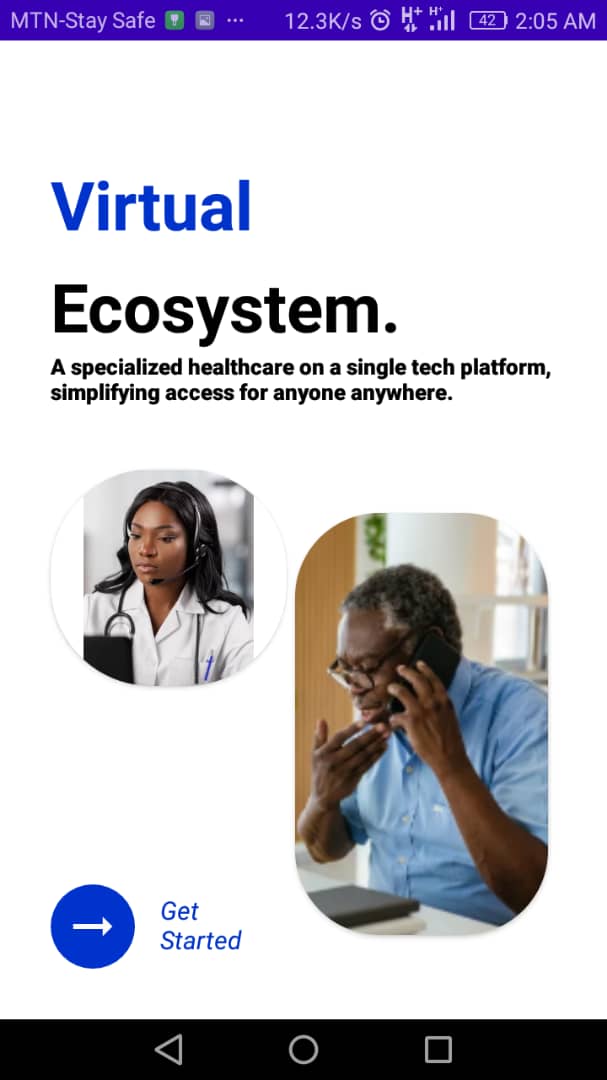 MTN-Stay Safe ... 12.3K/s H+ H+ 42 2:05 AM
Virtual
Ecosystem.
A specialized healthcare on a single tech platform,
simplifying access for anyone anywhere.
Get
Started